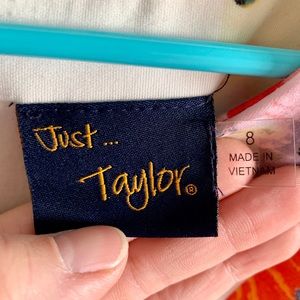 Just ...
Taylor®
8
MADE IN
VIETNAM